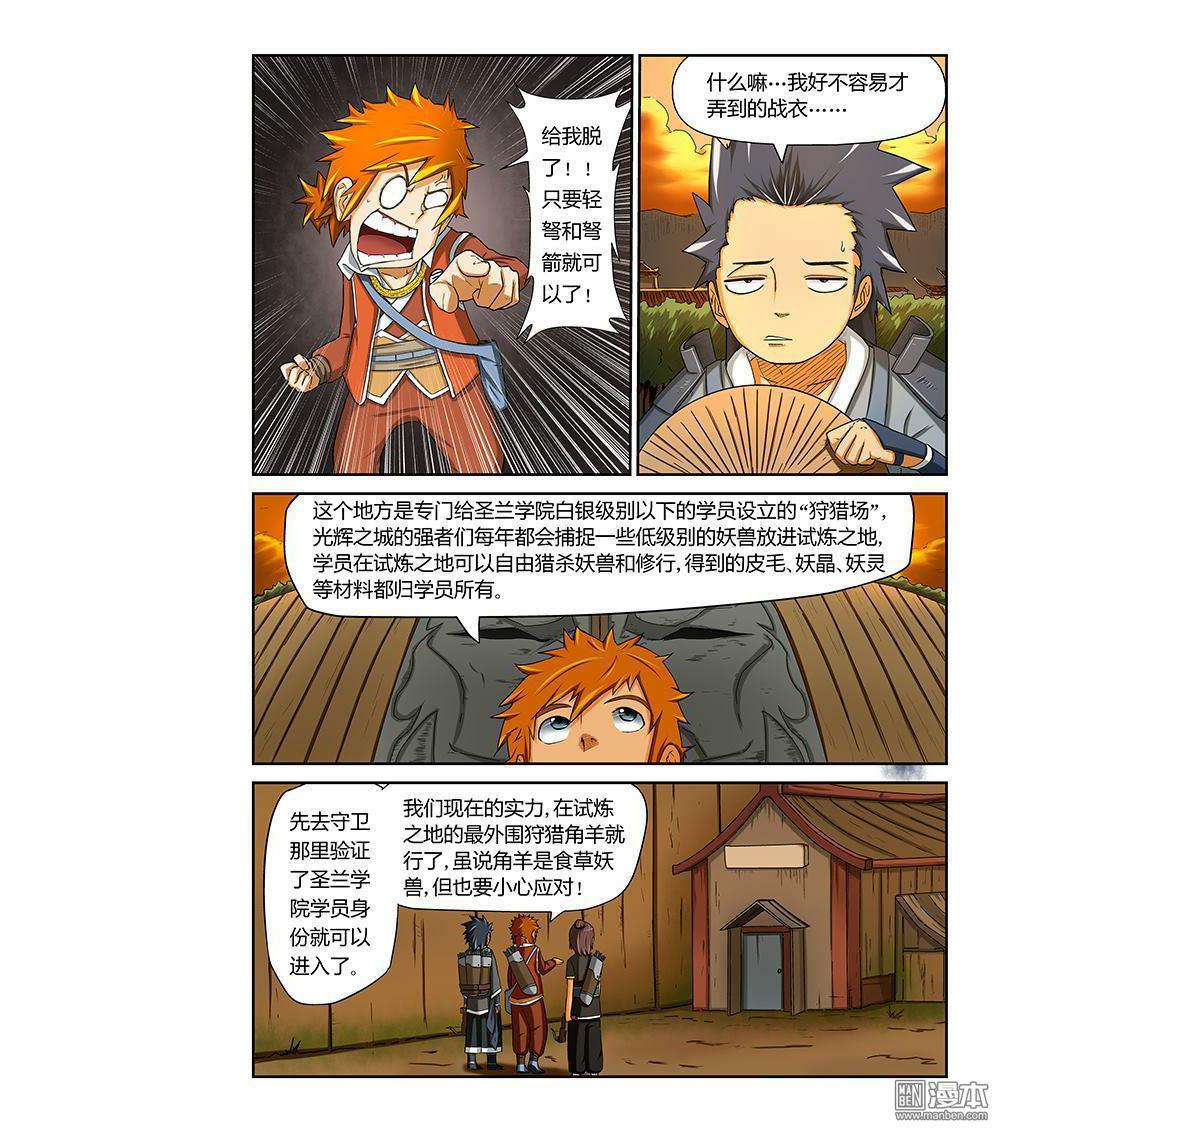 给我脱
了！！
只要轻
弩和弩
箭就可
以了！
什么嘛…我好不容易才
弄到的战衣……
这个地方是专门给圣兰学院白银级别以下的学员设立的“狩猎场”，
光辉之城的强者们每年都会捕捉一些低级别的妖兽放进试炼之地，
学员在试炼之地可以自由猎杀妖兽和修行，得到的皮毛、妖晶、妖灵
等材料都归学员所有。
先去守卫
那里验证
了圣兰学
院学员身
份就可以
进入了。
我们现在的实力，在试炼
之地的最外围狩猎角羊就
行了，虽说角羊是食草妖
兽，但也要小心应对！
MAN
BEN
漫本
www.manben.com